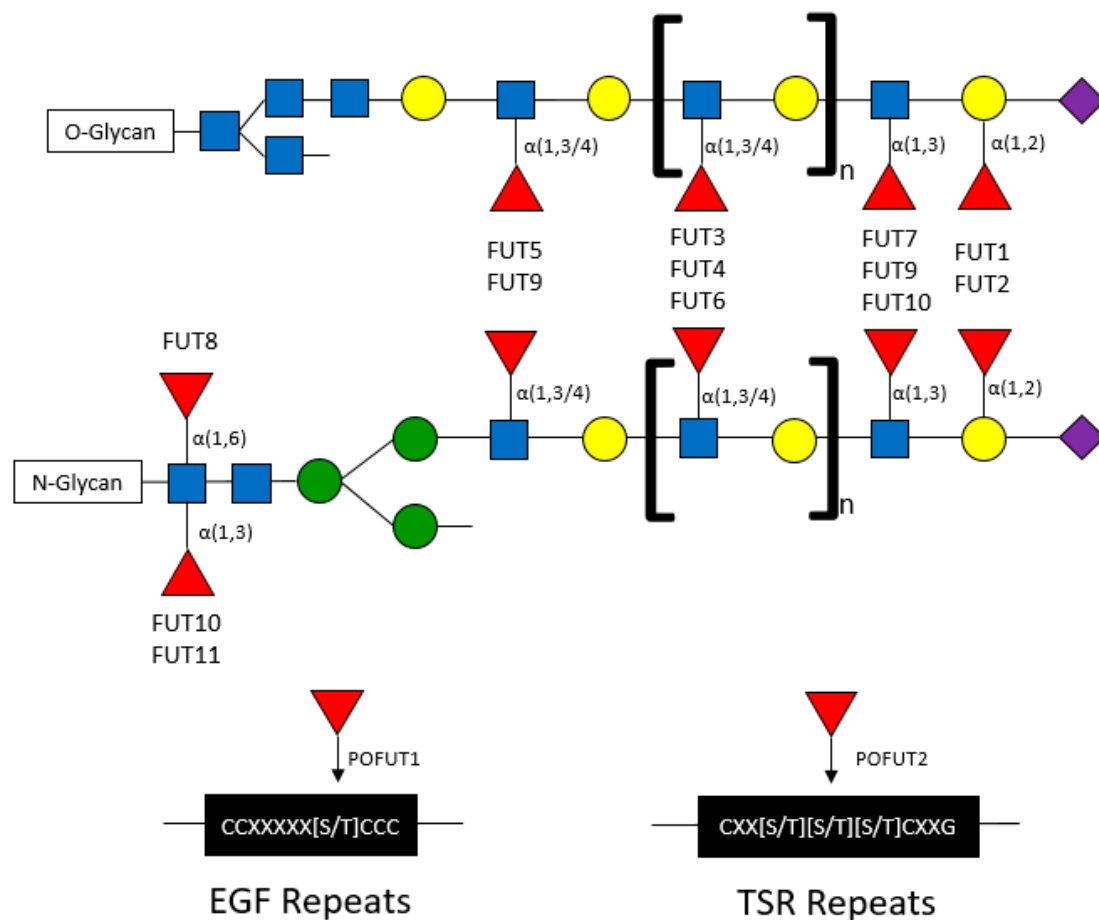 O-Glycan
α(1,3/4)
α(1,3/4)
n
α(1,3)
α(1,2)
FUT5
FUT9
FUT3
FUT4
FUT6
FUT7
FUT9
FUT10
FUT1
FUT2
FUT8
α(1,6)
α(1,3/4)
α(1,3/4)
n
α(1,3)
α(1,2)
N-Glycan
α(1,3)
FUT10
FUT11
POFUT1
CCXXXXX[S/T]CCC
EGF Repeats
POFUT2
CXX[S/T][S/T][S/T]CXXG
TSR Repeats